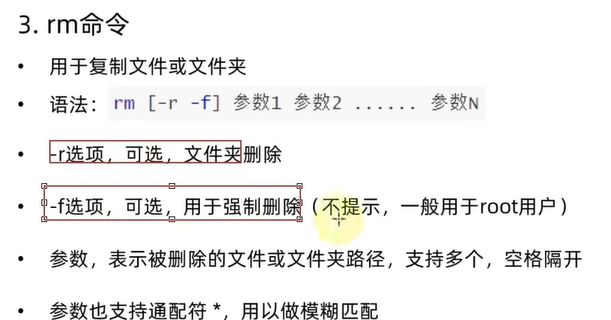 3. rm命令
• 用于复制文件或文件夹
• 语法：rm [-r -f] 参数1 参数2 ...... 参数N
• -r选项，可选，文件夹删除
• -f选项，可选，用于强制删除（不提示，一般用于root用户）
• 参数，表示被删除的文件或文件夹路径，支持多个，空格隔开
• 参数也支持通配符 *，用以做模糊匹配